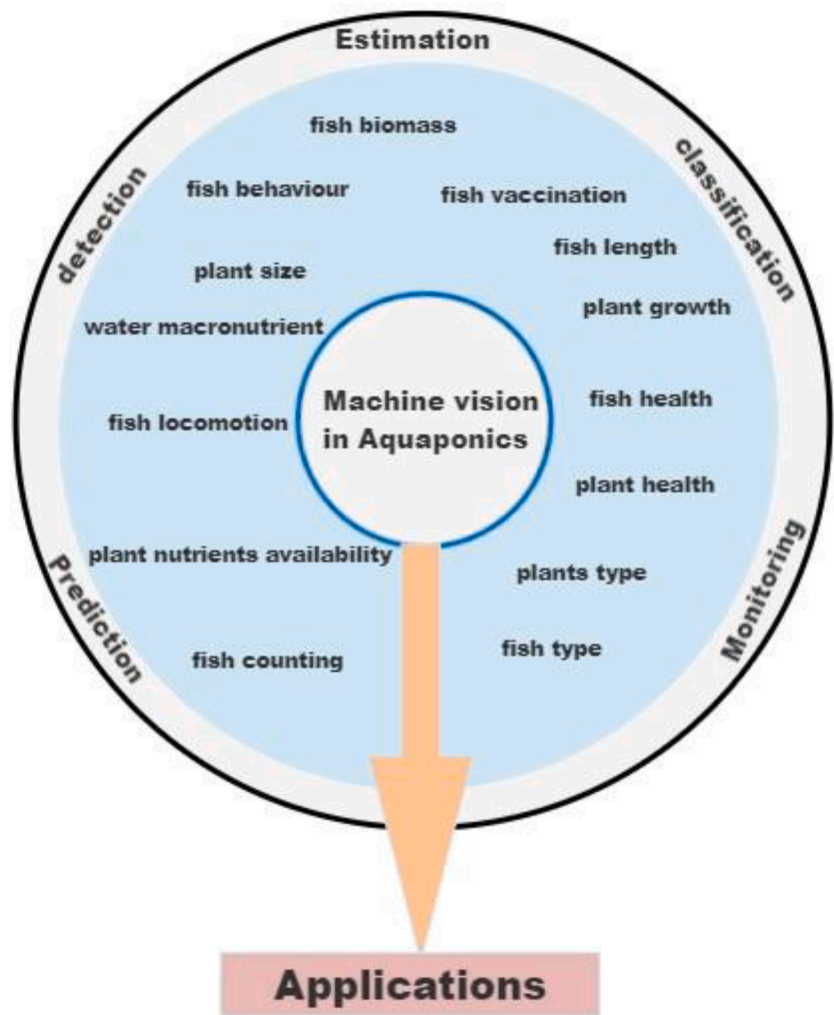 Estimation
classification
detection
Monitoring
Prediction
fish biomass
fish behaviour
fish vaccination
fish length
plant size
plant growth
water macronutrient
Machine vision
in Aquaponics
fish health
fish locomotion
plant health
plant nutrients availability
plants type
fish type
fish counting
Applications